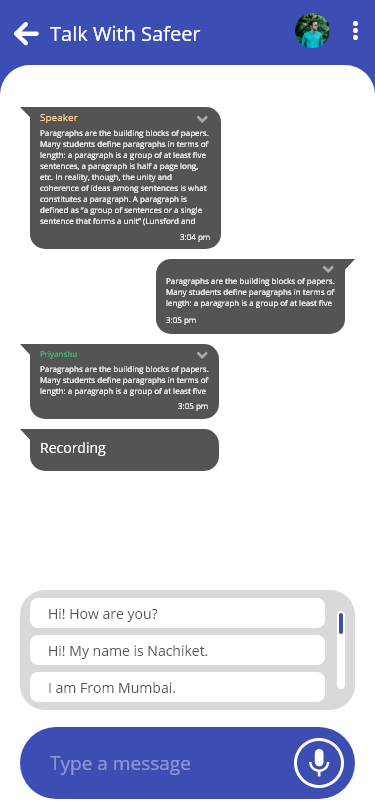 Talk With Safeer
Speaker
Paragraphs are the building blocks of papers.
Many students define paragraphs in terms of
length: a paragraph is a group of at least five
sentences, a paragraph is half a page long,
etc. In reality, though, the unity and
coherence of ideas among sentences is what
constitutes a paragraph. A paragraph is
defined as “a group of sentences or a single
sentence that forms a unit” (Lunsford and
3:04 pm
Paragraphs are the building blocks of papers.
Many students define paragraphs in terms of
length: a paragraph is a group of at least five
3:05 pm
Priyanshu
Paragraphs are the building blocks of papers.
Many students define paragraphs in terms of
length: a paragraph is a group of at least five
3:05 pm
Recording
Hi! How are you?
Hi! My name is Nachiket.
I am From Mumbai.
Type a message